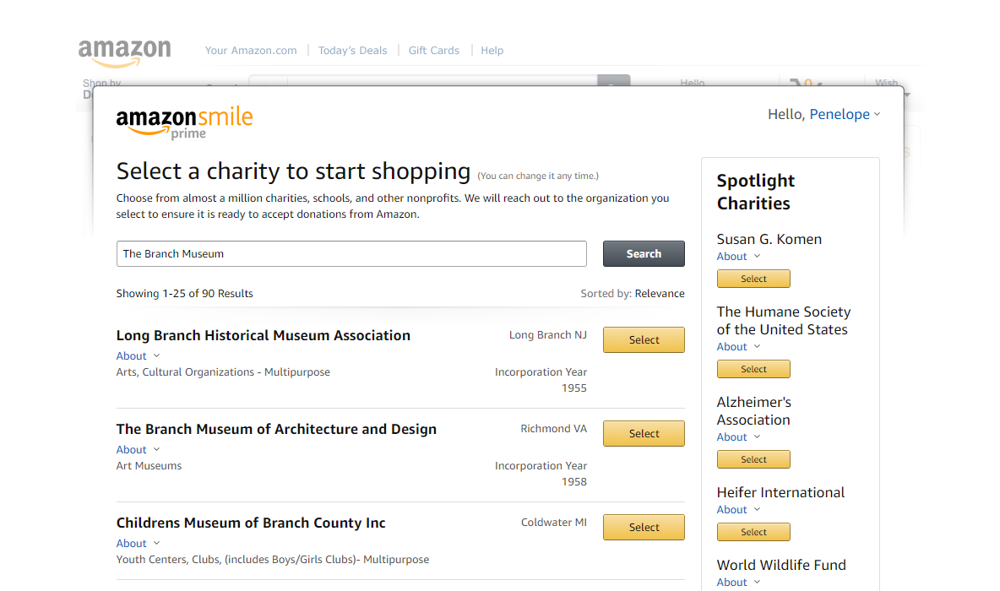 amazon
Your Amazon.com | Today's Deals | Gift Cards | Help
Shop by
Hello
Wish
amazonsmile
prime
Hello, Penelope
Select a charity to start shopping (You can change it any time.)
Choose from almost a million charities, schools, and other nonprofits. We will reach out to the organization you
select to ensure it is ready to accept donations from Amazon.
The Branch Museum
Search
Showing 1-25 of 90 Results
Sorted by: Relevance
Long Branch Historical Museum Association
Long Branch NJ
Select
About
Arts, Cultural Organizations - Multipurpose
Incorporation Year
1955
The Branch Museum of Architecture and Design
Richmond VA
Select
About
Art Museums
Incorporation Year
1958
Childrens Museum of Branch County Inc
Coldwater MI
Select
About
Youth Centers, Clubs, (includes Boys/Girls Clubs)- Multipurpose
Spotlight
Charities
Susan G. Komen
About
Select
The Humane Society
of the United States
About
Select
Alzheimer's
Association
About
Select
Heifer International
About
Select
World Wildlife Fund
About